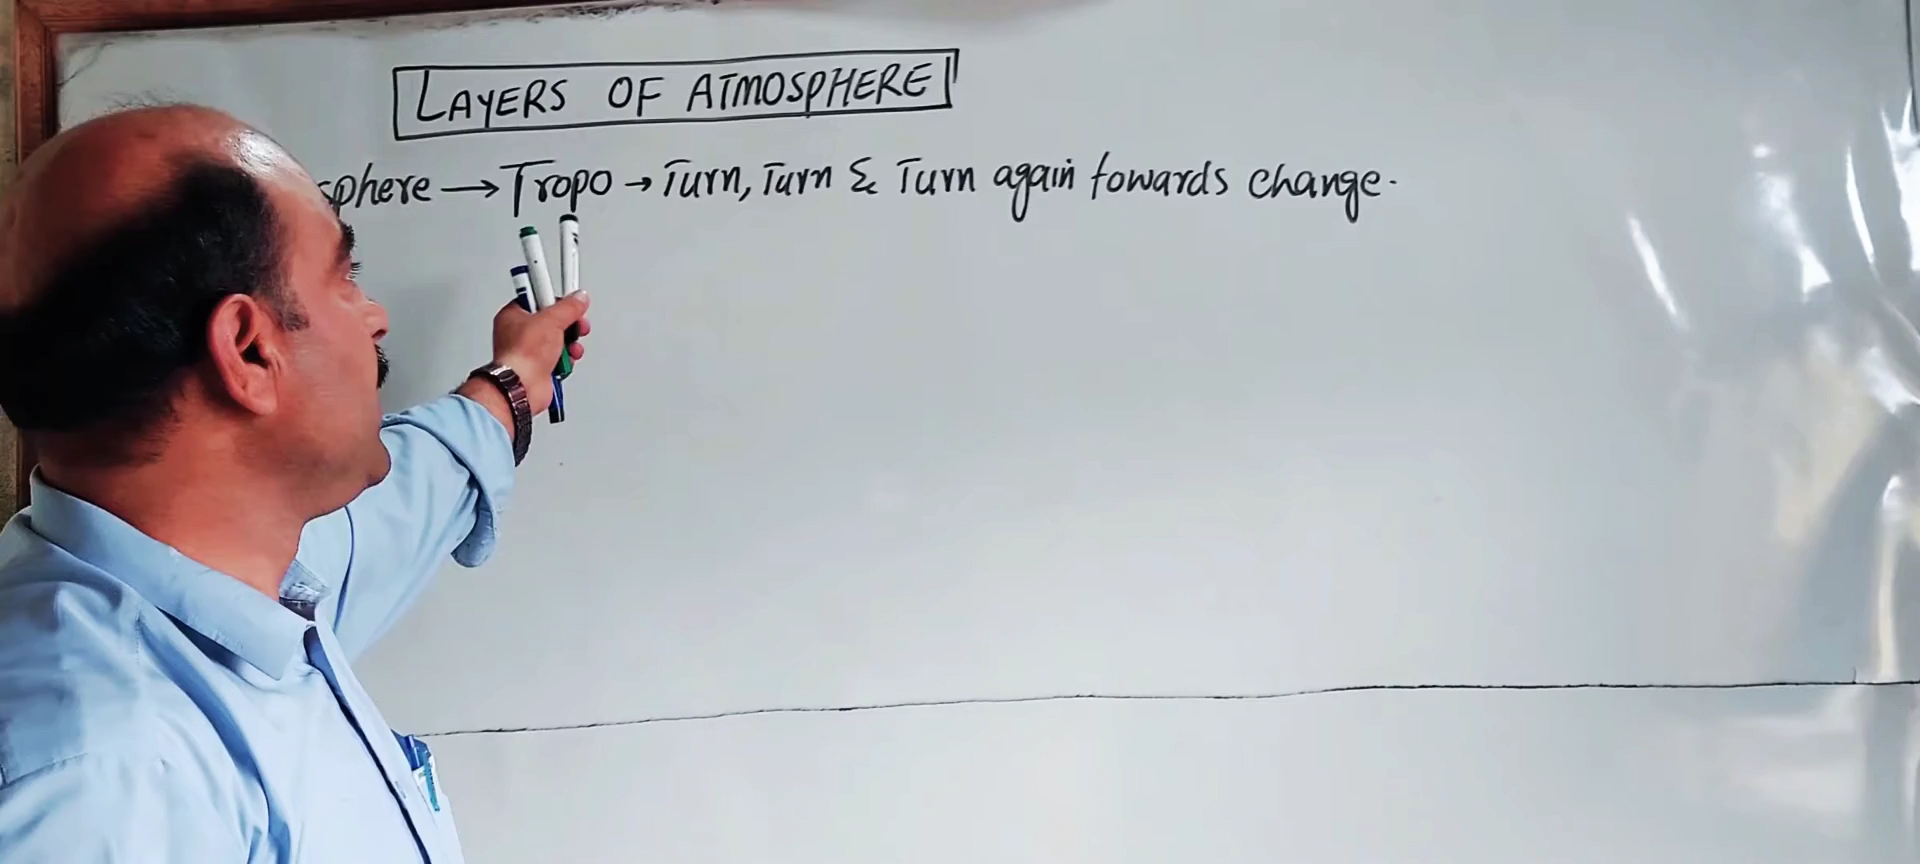 LAYERS OF ATMOSPHERE
sphere → Tropo → Turn, Turn & Turn again towards change.